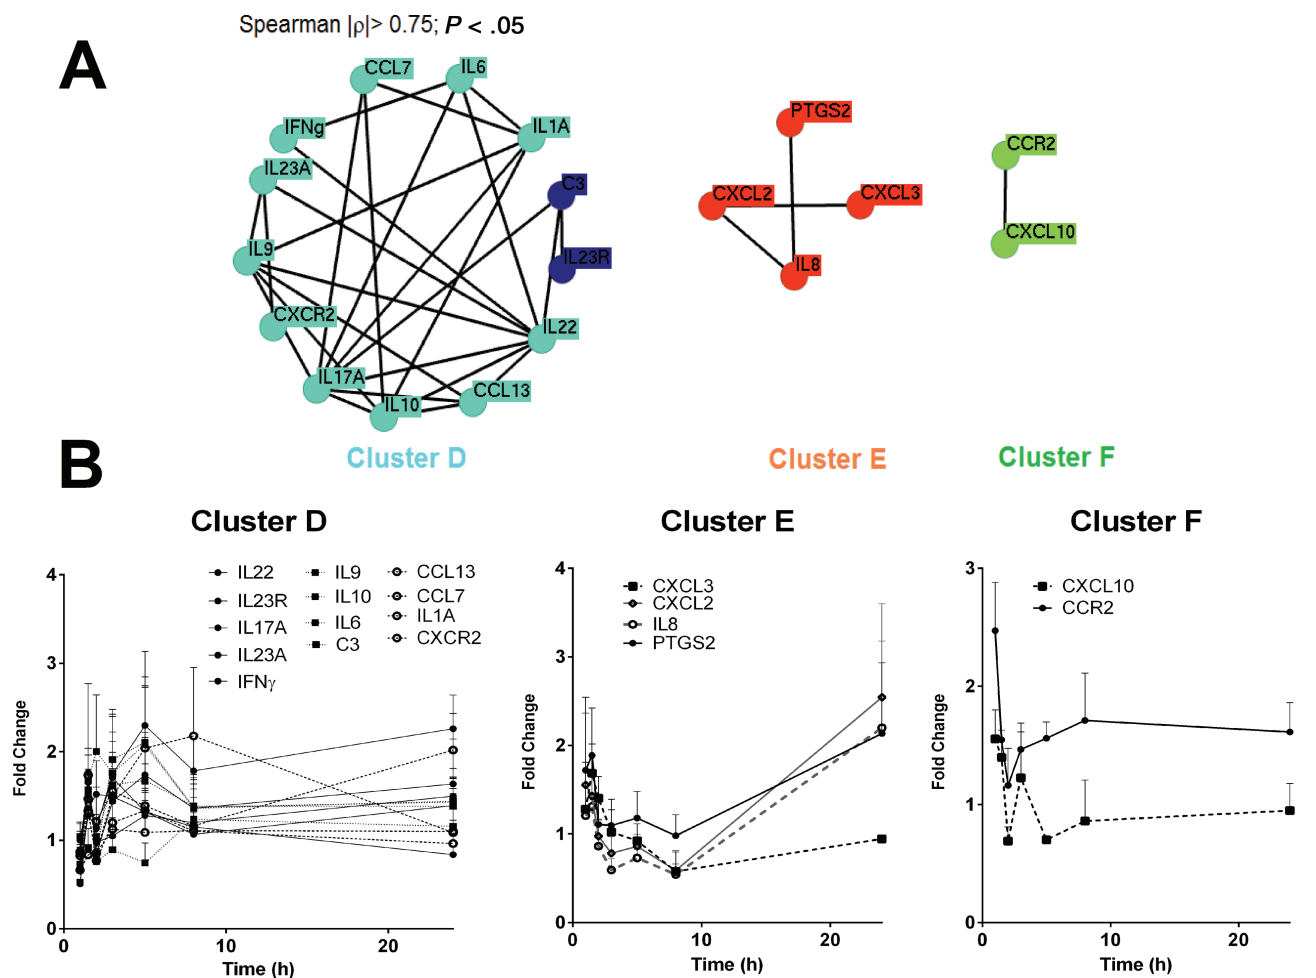 Spearman |ρ|> 0.75; P < .05
A
CCL7
IL6
IFNg
IL1A
IL23A
C3
IL9
IL23R
CXCR2
IL22
IL17A
IL10
CCL13
PTGS2
CXCL2
CXCL3
IL8
CCR2
CXCL10
Cluster D
Cluster E
Cluster F
B
Cluster D
IL22
IL23R
IL17A
IL23A
IFNγ
IL9
IL10
IL6
C3
CCL13
CCL7
IL1A
CXCR2
Fold Change
4
3
2
1
0
0
10
20
Time (h)
Cluster E
CXCL3
CXCL2
IL8
PTGS2
Fold Change
4
3
2
1
0
0
10
20
Time (h)
Cluster F
CXCL10
CCR2
Fold Change
3
2
1
0
0
10
20
Time (h)